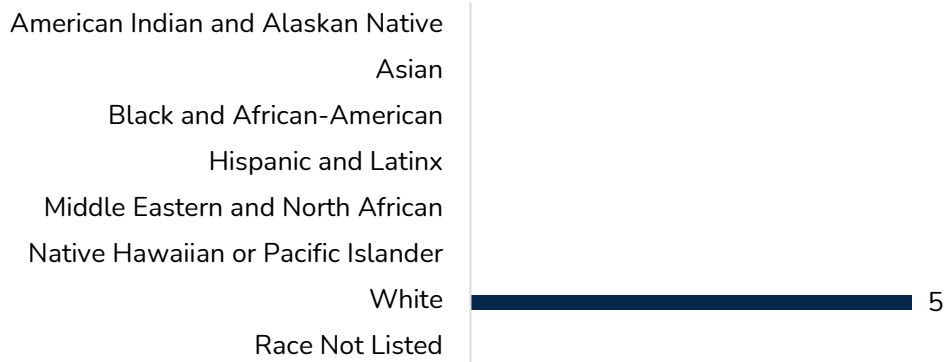 American Indian and Alaskan Native
Asian
Black and African-American
Hispanic and Latinx
Middle Eastern and North African
Native Hawaiian or Pacific Islander
White 5
Race Not Listed